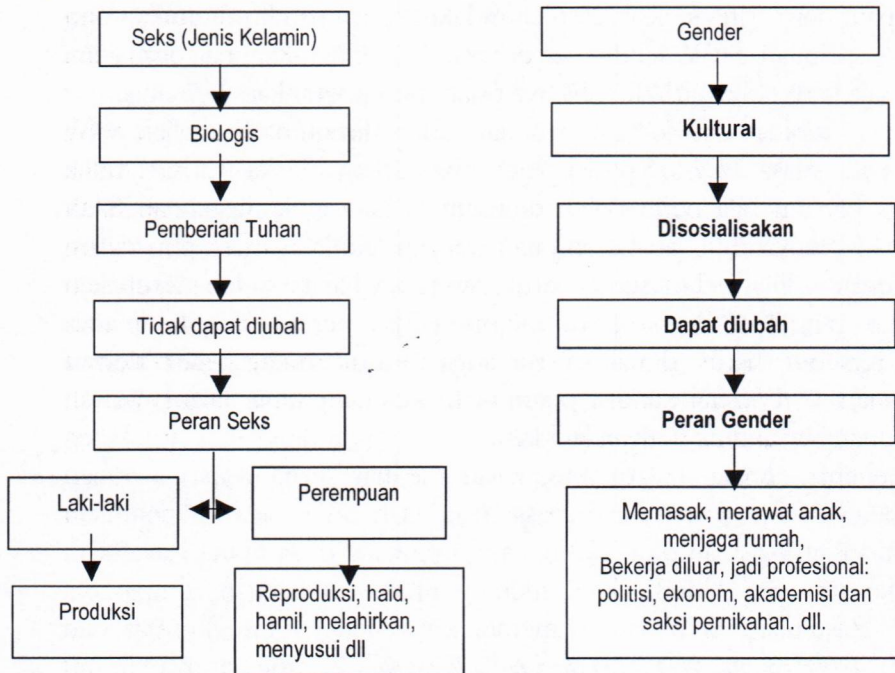 Seks (Jenis Kelamin)
Biologis
Pemberian Tuhan
Tidak dapat diubah
Peran Seks
Laki-laki
Perempuan
Produksi
Reproduksi, haid,
hamil, melahirkan,
menyusui dll
Gender
Kultural
Disosialisakan
Dapat diubah
Peran Gender
Memasak, merawat anak,
menjaga rumah,
Bekerja diluar, jadi profesional:
politisi, ekonom, akademisi dan
saksi pernikahan. dll.